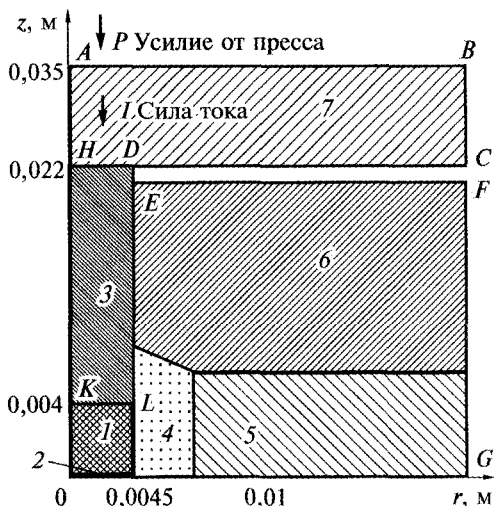 z, м
P Усилие от пресса
A
B
0,035
I Сила тока
7
H
D
C
0,022
E
F
6
3
K
0,004
L
1
4
5
2
G
0
0,0045
0,01
r, м